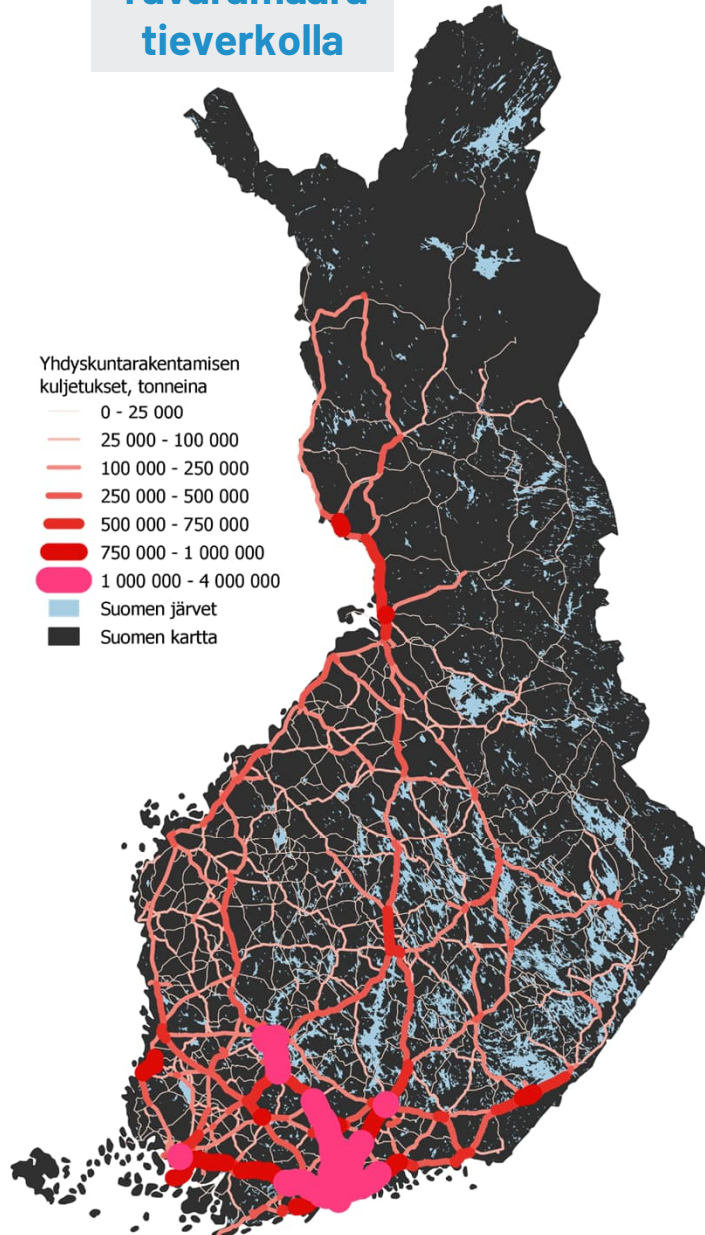 Tavaramäärä
tieverkolla
Yhdyskuntarakentamisen
kuljetukset, tonneina
0 - 25 000
25 000 - 100 000
100 000 - 250 000
250 000 - 500 000
500 000 - 750 000
750 000 - 1 000 000
1 000 000 - 4 000 000
Suomen järvet
Suomen kartta